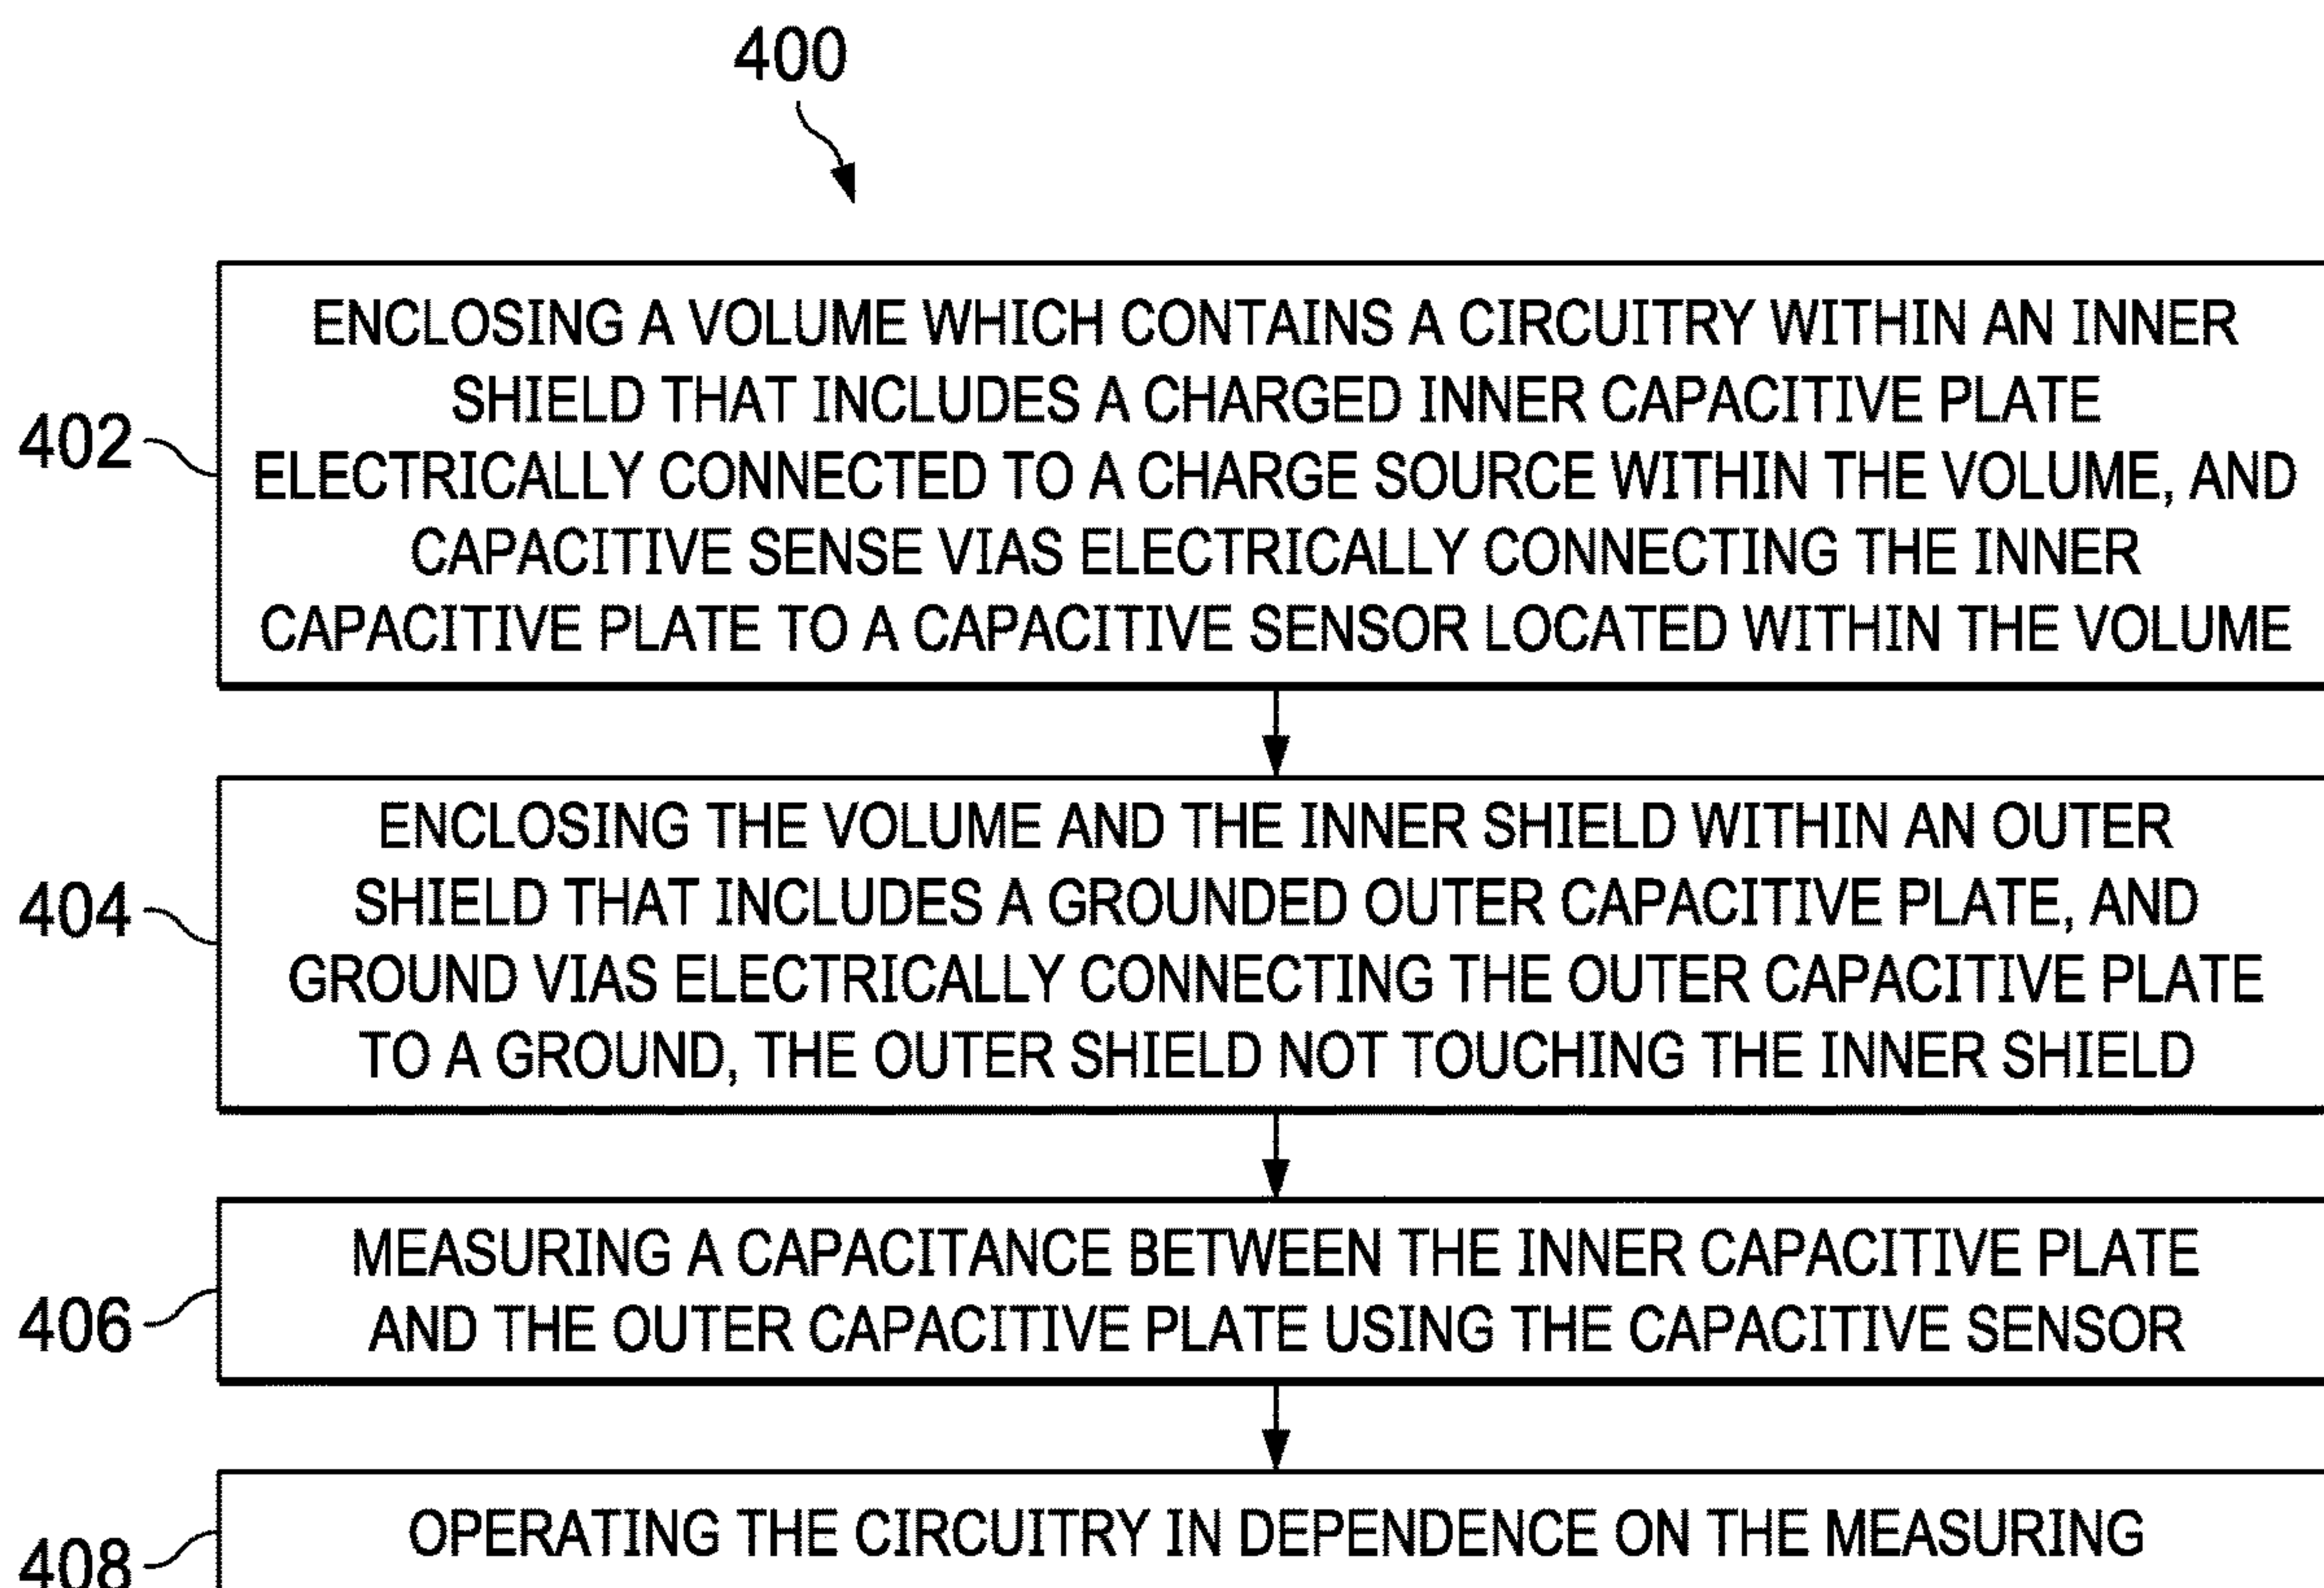 400
402
ENCLOSING A VOLUME WHICH CONTAINS A CIRCUITRY WITHIN AN INNER
SHIELD THAT INCLUDES A CHARGED INNER CAPACITIVE PLATE
ELECTRICALLY CONNECTED TO A CHARGE SOURCE WITHIN THE VOLUME, AND
CAPACITIVE SENSE VIAS ELECTRICALLY CONNECTING THE INNER
CAPACITIVE PLATE TO A CAPACITIVE SENSOR LOCATED WITHIN THE VOLUME
404
ENCLOSING THE VOLUME AND THE INNER SHIELD WITHIN AN OUTER
SHIELD THAT INCLUDES A GROUNDED OUTER CAPACITIVE PLATE, AND
GROUND VIAS ELECTRICALLY CONNECTING THE OUTER CAPACITIVE PLATE
TO A GROUND, THE OUTER SHIELD NOT TOUCHING THE INNER SHIELD
406
MEASURING A CAPACITANCE BETWEEN THE INNER CAPACITIVE PLATE
AND THE OUTER CAPACITIVE PLATE USING THE CAPACITIVE SENSOR
408
OPERATING THE CIRCUITRY IN DEPENDENCE ON THE MEASURING